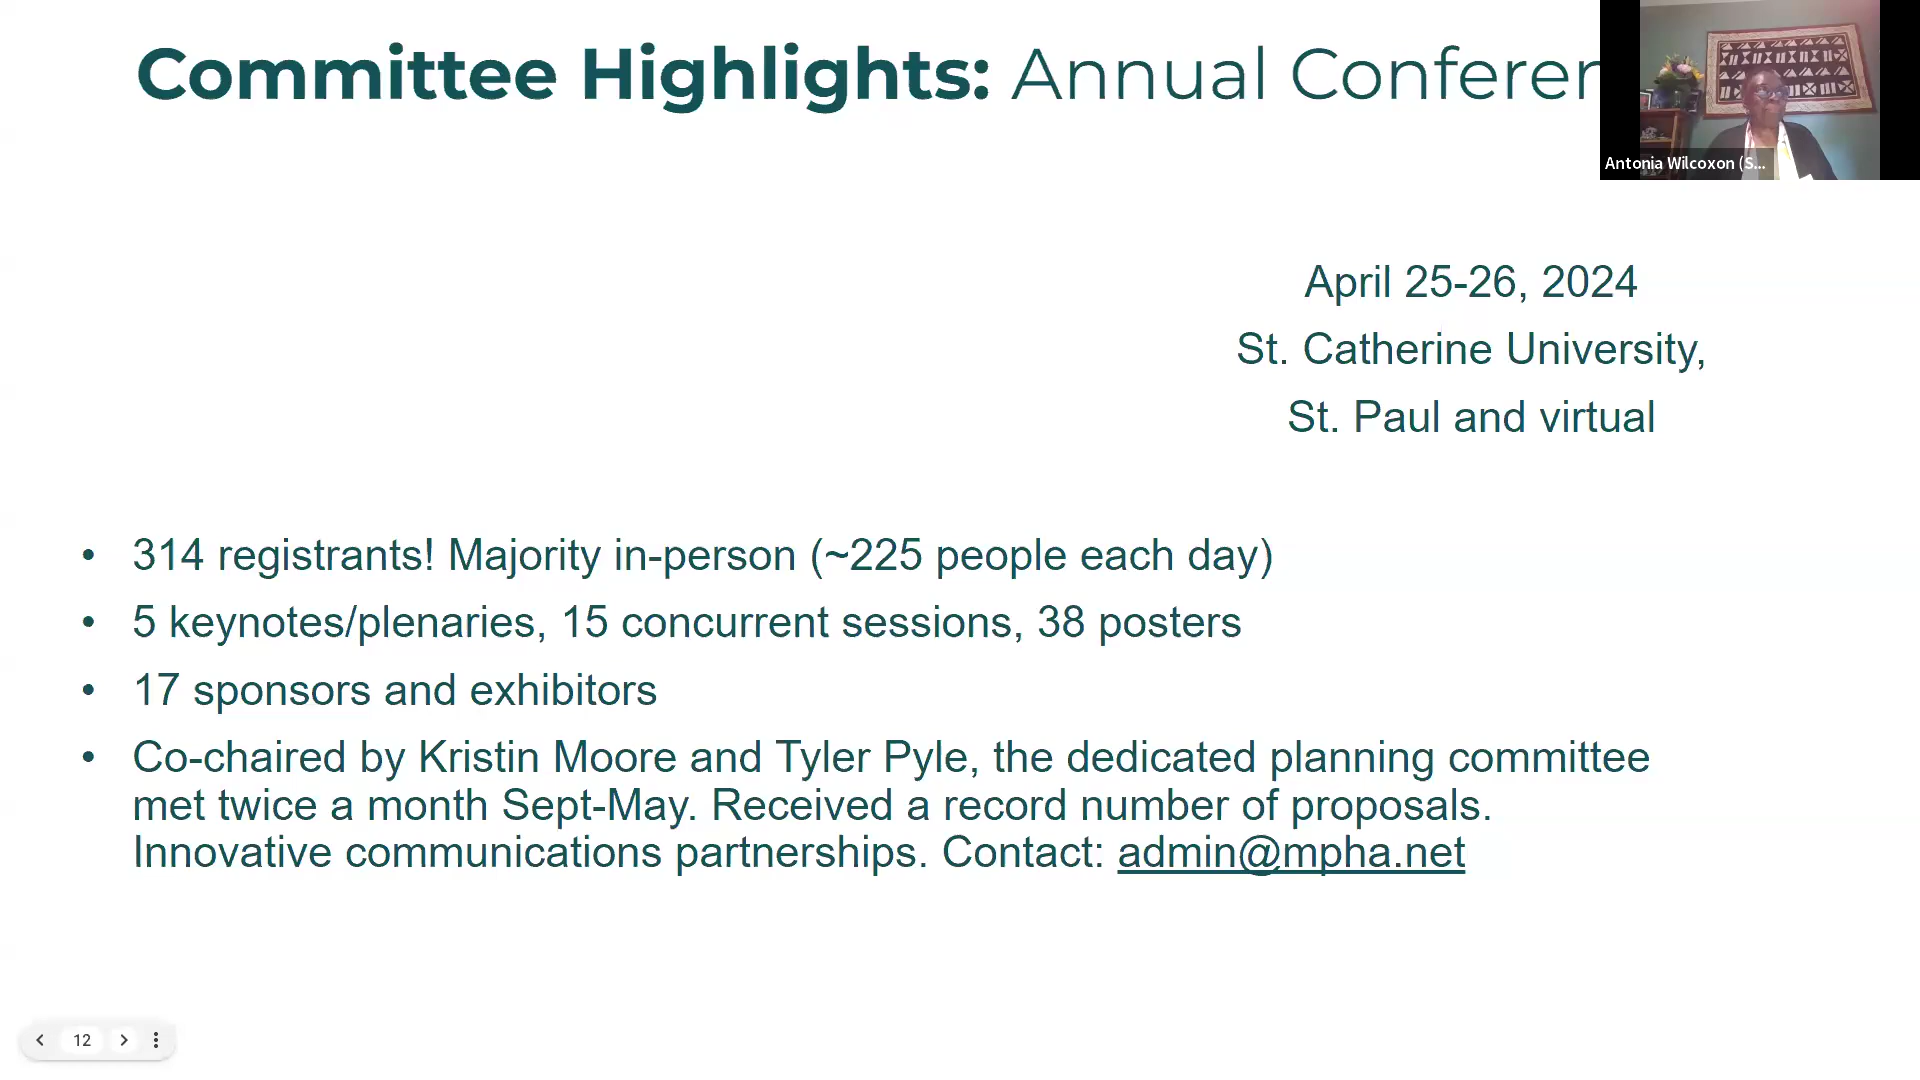 Committee Highlights: Annual Conferen
Antonia Wilcoxon (S...
April 25-26, 2024
St. Catherine University,
St. Paul and virtual
• 314 registrants! Majority in-person (~225 people each day)
• 5 keynotes/plenaries, 15 concurrent sessions, 38 posters
• 17 sponsors and exhibitors
• Co-chaired by Kristin Moore and Tyler Pyle, the dedicated planning committee
met twice a month Sept-May. Received a record number of proposals.
Innovative communications partnerships. Contact: admin@mpha.net
12